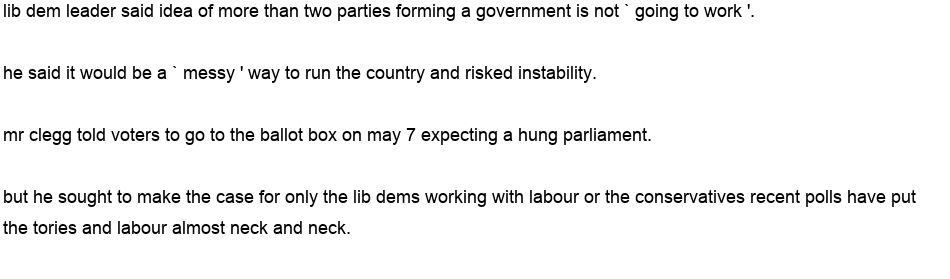 lib dem leader said idea of more than two parties forming a government is not ` going to work '.
he said it would be a ` messy ' way to run the country and risked instability.
mr clegg told voters to go to the ballot box on may 7 expecting a hung parliament.
but he sought to make the case for only the lib dems working with labour or the conservatives recent polls have put
the tories and labour almost neck and neck.